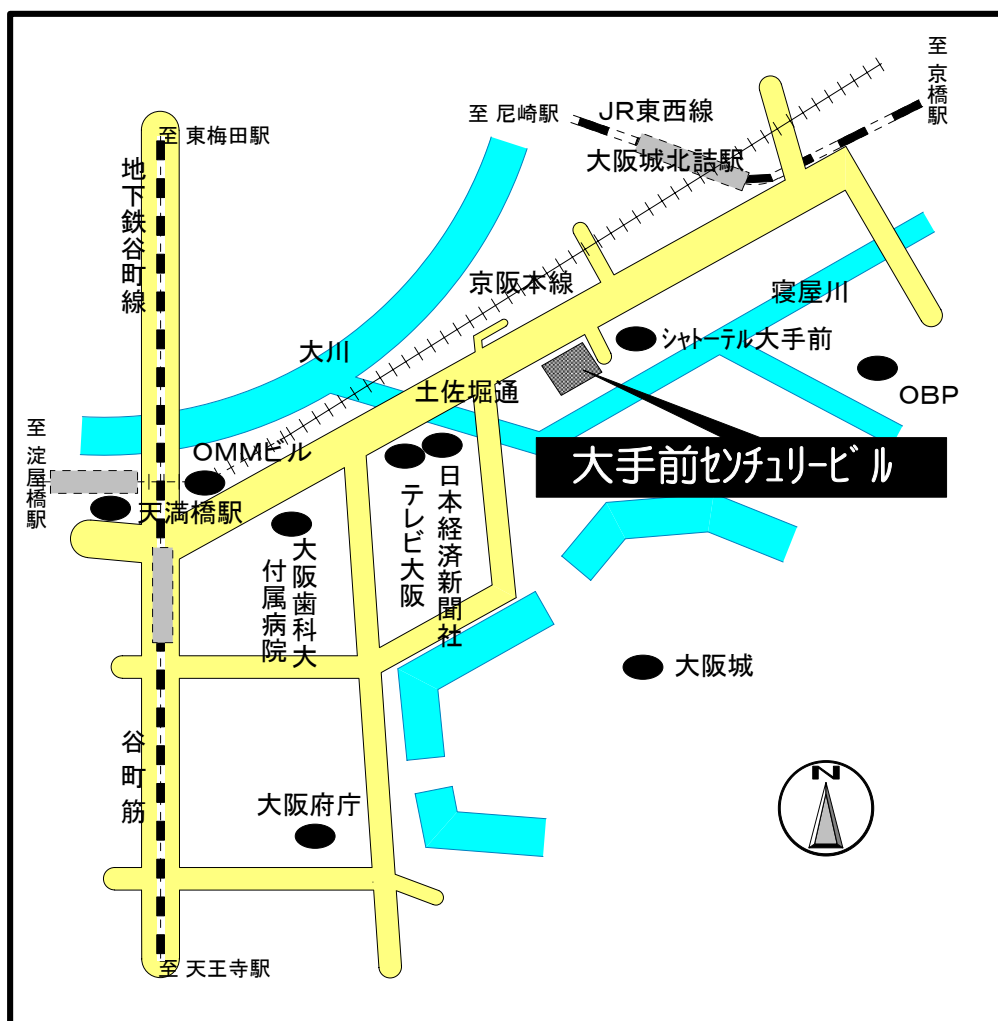 至 京橋駅
至 尼崎駅
JR東西線
大阪城北詰駅
至 東梅田駅
地下鉄谷町線
京阪本線
寝屋川
大川
シャトーテル大手前
OBP
土佐堀通
至 淀屋橋駅
OMMビル
天満橋駅
大手前センチュリービル
日本経済新聞社
テレビ大阪
大阪歯科大
付属病院
大阪城
谷町筋
大阪府庁
N
至 天王寺駅